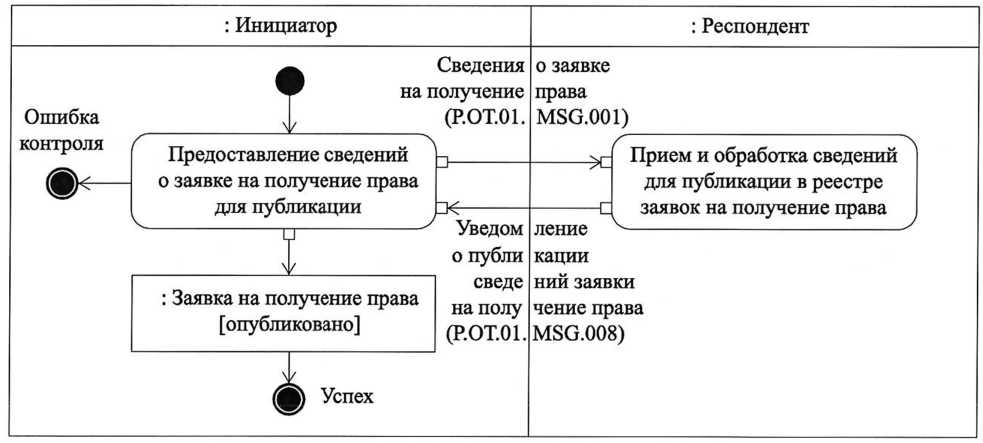 : Инициатор
: Респондент
Сведения о заявке
на получение права
(P.OT.01. MSG.001)
Ошибка
контроля
Предоставление сведений
о заявке на получение права
для публикации
Прием и обработка сведений
для публикации в реестре
заявок на получение права
Уведом ление
о публи кации
сведе ний заявки
на полу чение права
(P.OT.01. MSG.008)
: Заявка на получение права
[опубликовано]
Успех